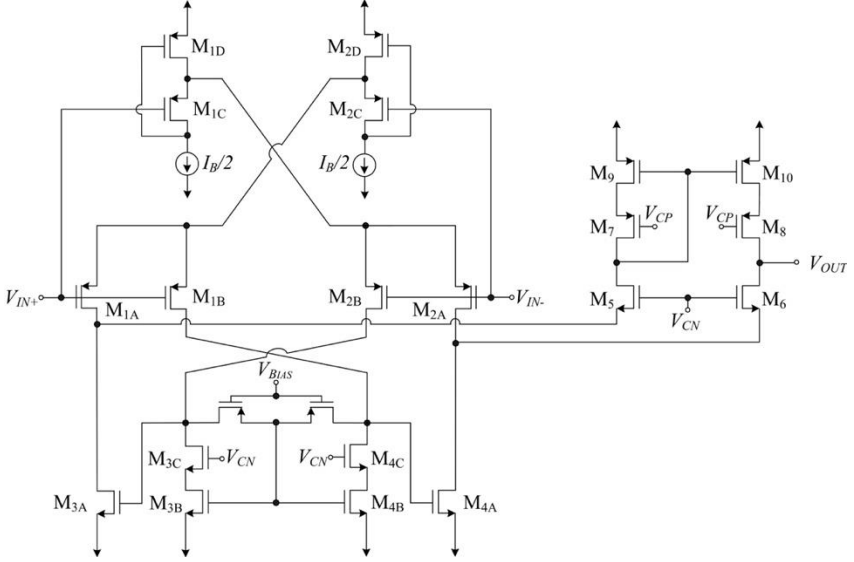 M1D
M2D
M1C
M2C
IB/2
IB/2
M9
M10
M7
VCP
VCP
M8
VOUT
VIN+
M1A
M1B
M2B
M2A
VIN-
M5
VCN
M6
VBIAS
M3C
VCN
VCN
M4C
M3A
M3B
M4B
M4A